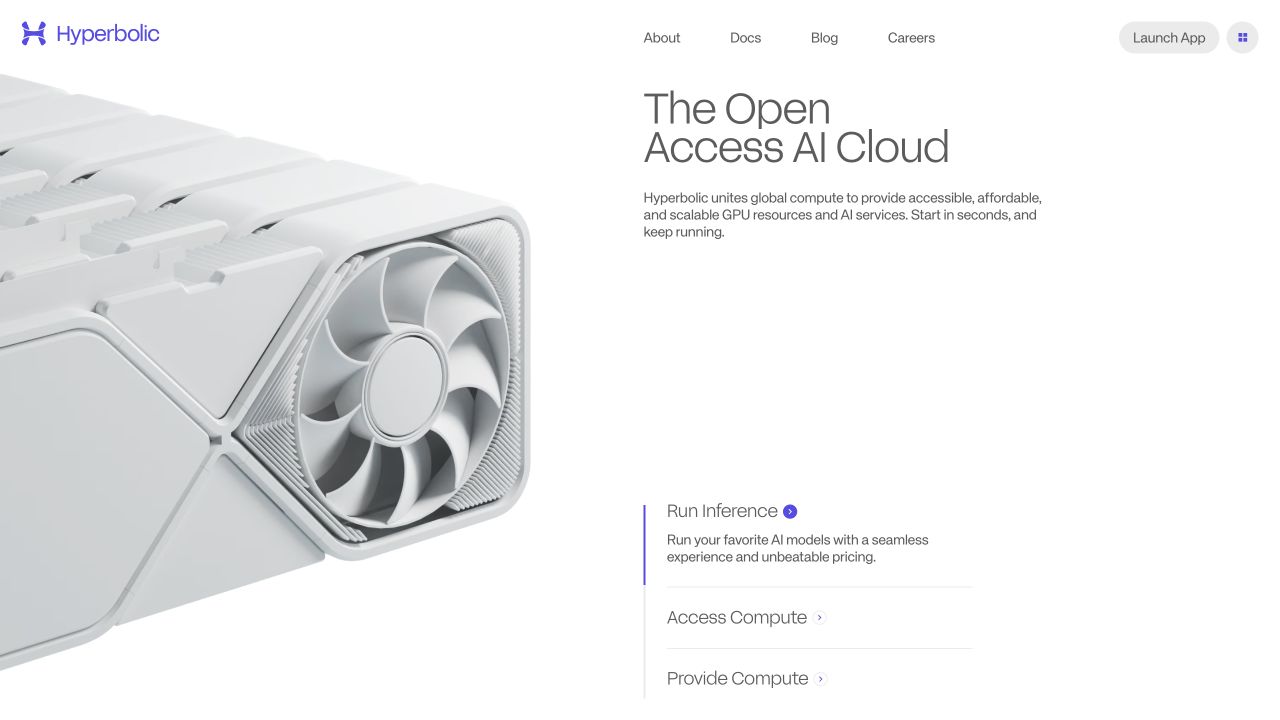 Hyperbolic
About
Docs
Blog
Careers
Launch App
The Open
Access AI Cloud
Hyperbolic unites global compute to provide accessible, affordable,
and scalable GPU resources and AI services. Start in seconds, and
keep running.
Run Inference
Run your favorite AI models with a seamless
experience and unbeatable pricing.
Access Compute
Provide Compute